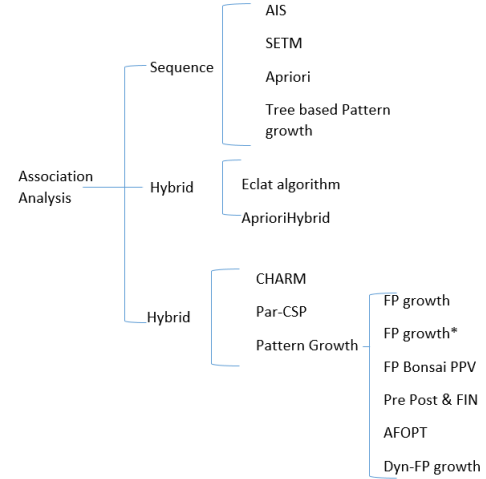 Association
Analysis
Sequence
AIS
SETM
Apriori
Tree based Pattern
growth
Hybrid
Eclat algorithm
AprioriHybrid
Hybrid
CHARM
Par-CSP
Pattern Growth
FP growth
FP growth*
FP Bonsai PPV
Pre Post & FIN
AFOPT
Dyn-FP growth